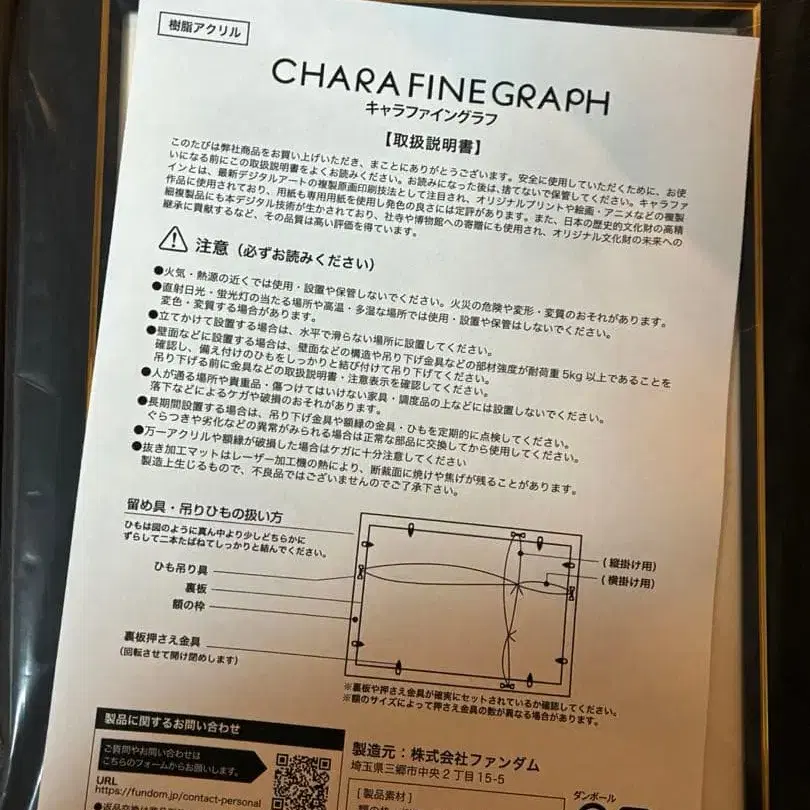 樹脂アクリル
CHARA FINE GRAPH
キャラファイングラフ
【取扱説明書】
このたびは弊社商品をお買い上げいただき、まことにありがとうございます。安全に使用していただくために、お使
いになる前にこの取扱説明書をよくお読みください。お読みになった後は、捨てないで保管してください。キャラファ
インとは、最新デジタルアートの複製原画印刷技法として注目され、オリジナルプリントや絵画・アニメなどの複製
作品に使用されており、用紙も専用用紙を使用し発色の良さには定評があります。また、日本の歴史的文化財の高精
細複製品にも本デジタル技術が生かされており、社寺や博物館への寄贈にも使用され、オリジナル文化財の未来への
継承に貢献するなど、その品質は高い評価を得ています。
注意（必ずお読みください）
●火気・熱源の近くでは使用・設置や保管しないでください。火災の危険や変形・変質のおそれがあります。
●直射日光・蛍光灯の当たる場所や高温・多湿な場所では使用・設置や保管はしないでください。
変色・変質する場合があります。
●立てかけて設置する場合は、水平で滑らない場所に設置してください。
●壁面などに設置する場合は、壁面などの構造や吊り下げ金具などの部材強度が耐荷重5kg以上であることを
確認し、備え付けのひもをしっかりと結び付けて吊り下げてください。
吊り下げる前に金具などの取扱説明書・注意表示を確認してください。
●人が通る場所や貴重品・傷つけてはいけない家具・調度品の上などには設置しないでください。
落下などによるケガや破損のおそれがあります。
●長期間設置する場合は、吊り下げ金具や額縁の金具・ひもを定期的に点検してください。
ぐらつきや劣化などの異常がみられる場合は正常な部品に交換してから使用してください。
●万一アクリルや額縁が破損した場合はケガに十分注意してください
●抜き加工マットはレーザー加工機の熱により、断裁面に焼けや焦げが残ることがあります。
製造上生じるもので、不良品ではございませんのでご了承下さい。
留め具・吊りひもの扱い方
ひもは図のように真ん中より少しどちらかに
ずらして二本たばねてしっかりと結んでください。
ひも吊り具
裏板
額の枠
裏板押さえ金具
（回転させて開け閉めします）
（縦掛け用）
（横掛け用）
※裏板や押さえ金具が確実にセットされているか確認してください。
※額のサイズによって押さえ金具の数が異なる場合があります。
製品に関するお問い合わせ
ご質問やお問い合わせは
こちらのフォームからお願いします。
URL
https://fundom.jp/contact-personal
製造元：株式会社ファンダム
埼玉県三郷市中央2丁目15-5
［製品素材］
ダンボール